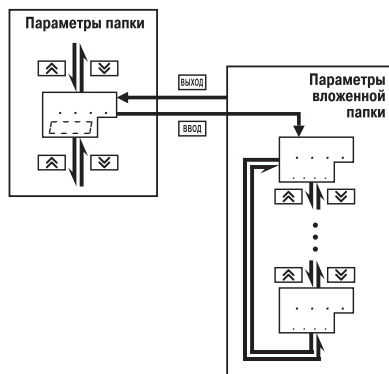 Параметры папки
ВЫХОД
ВВОД
Параметры
вложенной
папки